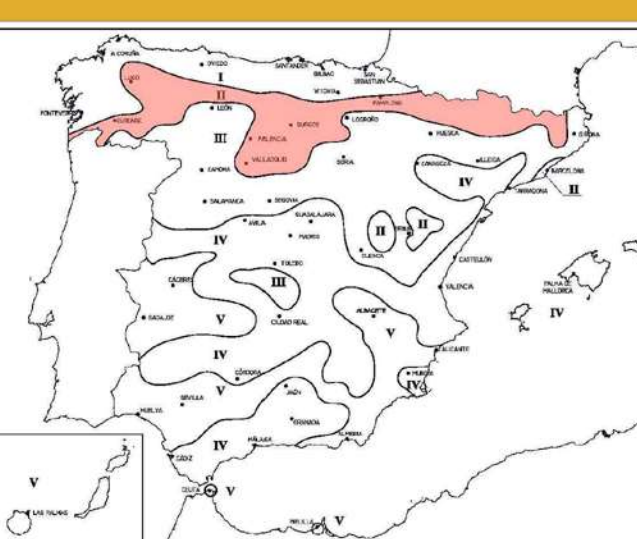 A CORUÑA
OVIEDO
SANTANDER
BILBAO
SAN
SEBASTIÁN
I
LUGO
VITORIA
II
PAMPLONA
LEÓN
PONTEVEDRA
OURENSE
LOGROÑO
BURGOS
HUESCA
GIRONA
III
PALENCIA
VALLADOLID
SORIA
ZARAGOZA
LLEIDA
ZAMORA
IV
BARCELONA
TARRAGONA
II
SALAMANCA
SEGOVIA
GUADALAJARA
ÁVILA
II
II
IV
MADRID
CUENCA
TOLEDO
CASTELLÓN
CÁCERES
III
PALMA DE
MALLORCA
VALENCIA
BADAJOZ
V
CIUDAD REAL
ALBACETE
V
IV
IV
ALICANTE
CÓRDOBA
MURCIA
V
IV
JAÉN
SEVILLA
HUELVA
GRANADA
IV
ALMERÍA
MÁLAGA
CÁDIZ
V
CEUTA
V
LAS PALMAS
MELILLA
V